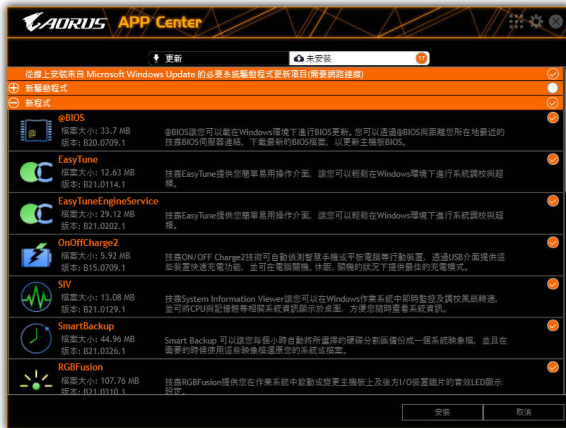 AORUS APP Center
更新
未安裝 17
從線上安裝來自 Microsoft Windows Update 的必要系統驅動程式更新項目(需要網路連線)
新驅動程式
新程式
@BIOS
檔案大小: 33.7 MB
版本: B20.0709.1
@BIOS讓您可以載在Windows環境下進行BIOS更新。您可以透過@BIOS與距離您所在地最近的
技嘉BIOS伺服器連結，下載最新的BIOS檔案，以更新主機板BIOS。
EasyTune
檔案大小: 12.63 MB
版本: B21.0114.1
技嘉EasyTune提供您簡單易用操作介面，讓您可以輕鬆在Windows環境下進行系統調校與超
頻。
EasyTuneEngineService
檔案大小: 29.12 MB
版本: B21.0202.1
技嘉EasyTune提供您簡單易用操作介面，讓您可以輕鬆在Windows環境下進行系統調校與超
頻。
OnOffCharge2
檔案大小: 5.92 MB
版本: B15.0709.1
技嘉ON/OFF Charge2技術可自動偵測智慧手機或平板電腦等行動裝置，透過USB介面提供這
些裝置快速充電功能，並可在電腦關機、休眠、睡機的狀況下提供最佳的充電模式。
SIV
檔案大小: 13.08 MB
版本: B21.0129.1
技嘉System Information Viewer讓您可以在Windows作業系統中即時監控及調校風扇轉速，
並可將CPU與記憶體等相關系統資訊顯示於桌面，方便您隨時查看系統資訊。
SmartBackup
檔案大小: 44.96 MB
版本: B21.0326.1
Smart Backup 可以讓您每個小時自動將所選擇的硬碟分割區備份成一個系統映象檔，並且在
需要的時候使用這些映像檔還原您的系統或檔案。
RGBFusion
檔案大小: 107.76 MB
版本: B21.0310.1
技嘉RGBFusion提供您在作業系統中啟動或變更主機板上及後方I/O裝置鐵片的音效LED顯示
設定。
安裝
取消